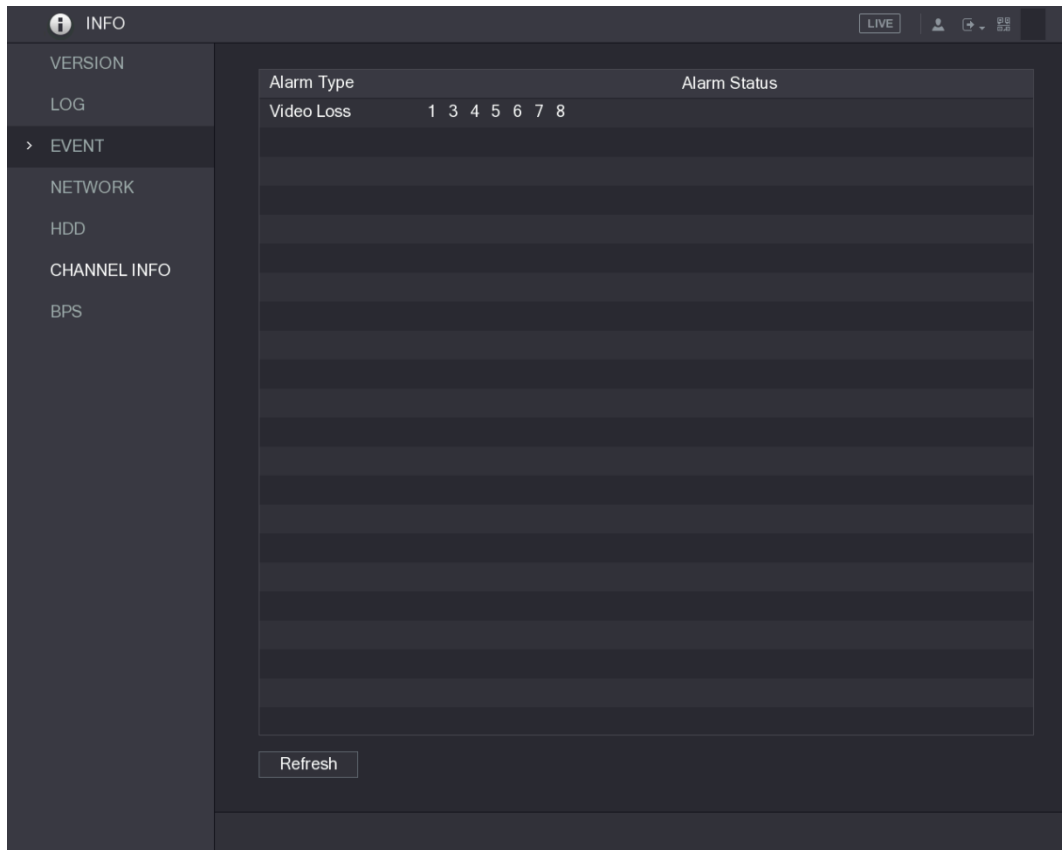 INFO
LIVE
VERSION
LOG
EVENT
NETWORK
HDD
CHANNEL INFO
BPS
Alarm Type Alarm Status
Video Loss 1 3 4 5 6 7 8
Refresh